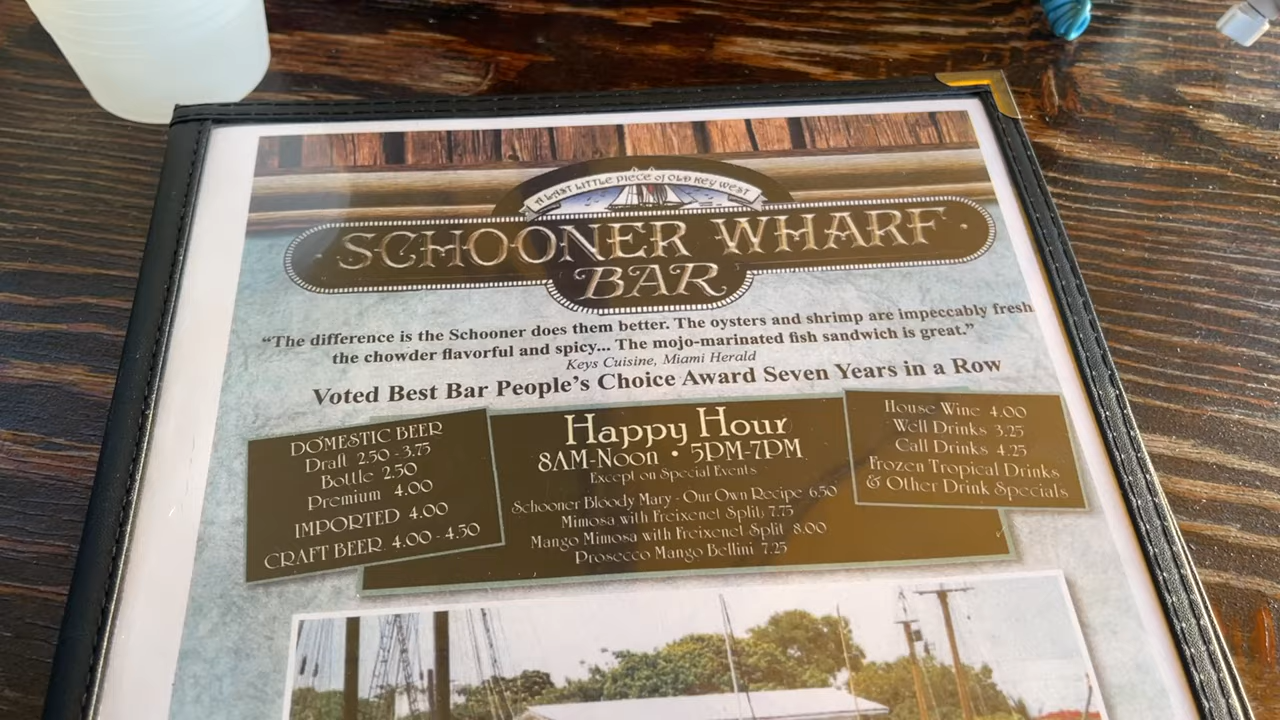 A LAST LITTLE PIECE of OLD KEY WEST
SCHOONER WHARF
BAR
“The difference is the Schooner does them better. The oysters and shrimp are impeccably fresh
the chowder flavorful and spicy... The mojo-marinated fish sandwich is great.”
Keys Cuisine, Miami Herald
Voted Best Bar People’s Choice Award Seven Years in a Row
DOMESTIC BEER
Draft 2.50 - 3.75
Bottle 2.50
Premium 4.00
IMPORTED 4.00
CRAFT BEER 4.00 - 4.50
Happy Hour
8AM-Noon • 5PM-7PM
Except on Special Events
Schooner Bloody Mary - Our Own Recipe 6.50
Mimosa with Freixenet Split 7.75
Mango Mimosa with Freixenet Split 8.00
Prosecco Mango Bellini 7.25
House Wine 4.00
Well Drinks 3.25
Call Drinks 4.25
Frozen Tropical Drinks
& Other Drink Specials